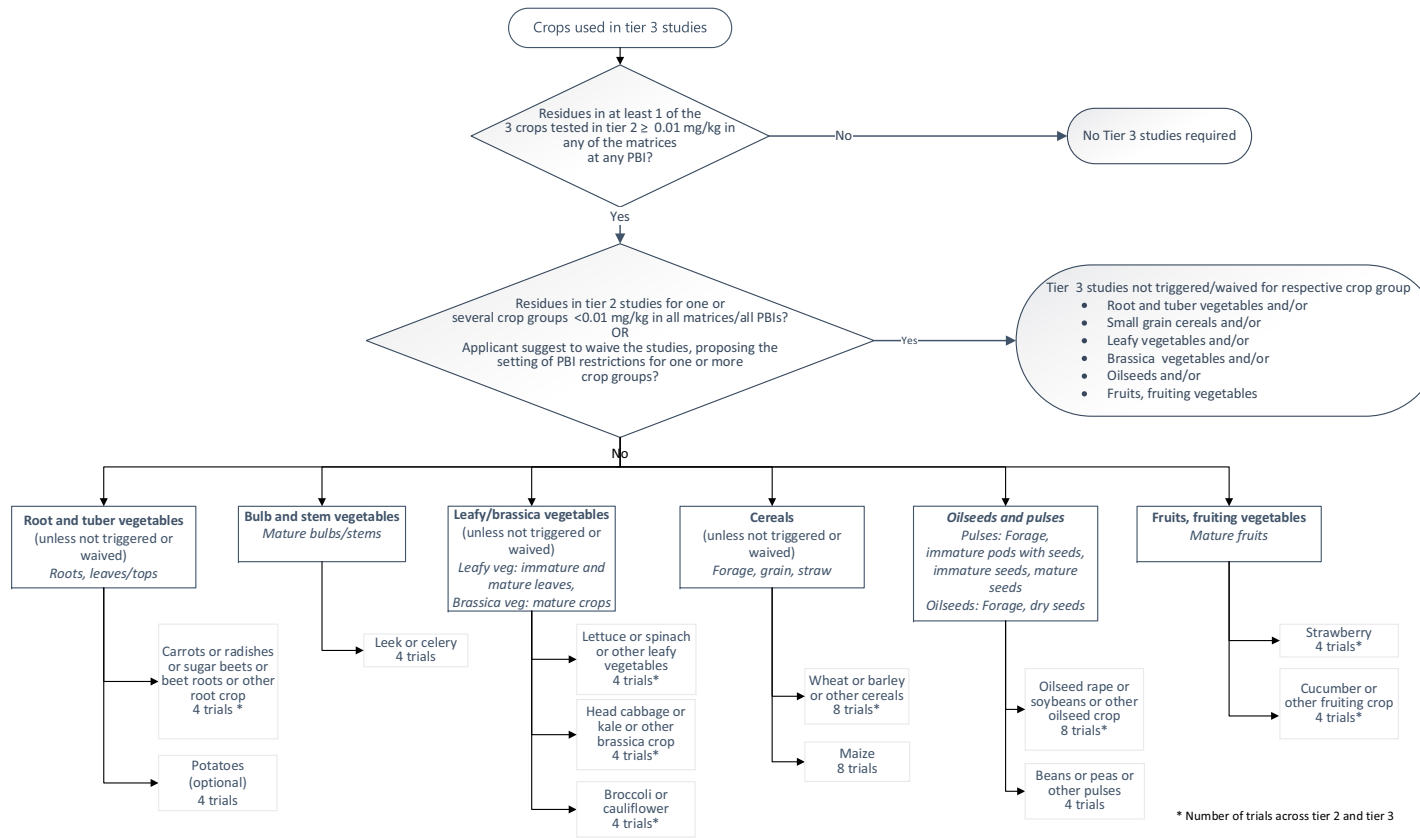 Crops used in tier 3 studies
Residues in at least 1 of the
3 crops tested in tier 2 ≥ 0.01 mg/kg in
any of the matrices
at any PBI?
No
No Tier 3 studies required
Yes
Residues in tier 2 studies for one or
several crop groups <0.01 mg/kg in all matrices/all PBIs?
OR
Applicant suggest to waive the studies, proposing the
setting of PBI restrictions for one or more
crop groups?
Yes
Tier 3 studies not triggered/waived for respective crop group
• Root and tuber vegetables and/or
• Small grain cereals and/or
• Leafy vegetables and/or
• Brassica vegetables and/or
• Oilseeds and/or
• Fruits, fruiting vegetables
No
Root and tuber vegetables
(unless not triggered or
waived)
Roots, leaves/tops
Bulb and stem vegetables
Mature bulbs/stems
Leafy/brassica vegetables
(unless not triggered or
waived)
Leafy veg: immature and
mature leaves,
Brassica veg: mature crops
Cereals
(unless not triggered or
waived)
Forage, grain, straw
Oilseeds and pulses
Pulses: Forage,
immature pods with seeds,
immature seeds, mature
seeds
Oilseeds: Forage, dry seeds
Fruits, fruiting vegetables
Mature fruits
Carrots or radishes
or sugar beets or
beet roots or other
root crop
4 trials *
Potatoes
(optional)
4 trials
Leek or celery
4 trials
Lettuce or spinach
or other leafy
vegetables
4 trials*
Head cabbage or
kale or other
brassica crop
4 trials*
Broccoli or
cauliflower
4 trials*
Wheat or barley
or other cereals
8 trials*
Maize
8 trials
Oilseed rape or
soybeans or other
oilseed crop
8 trials*
Beans or peas or
other pulses
4 trials
Strawberry
4 trials*
Cucumber or
other fruiting crop
4 trials*
* Number of trials across tier 2 and tier 3